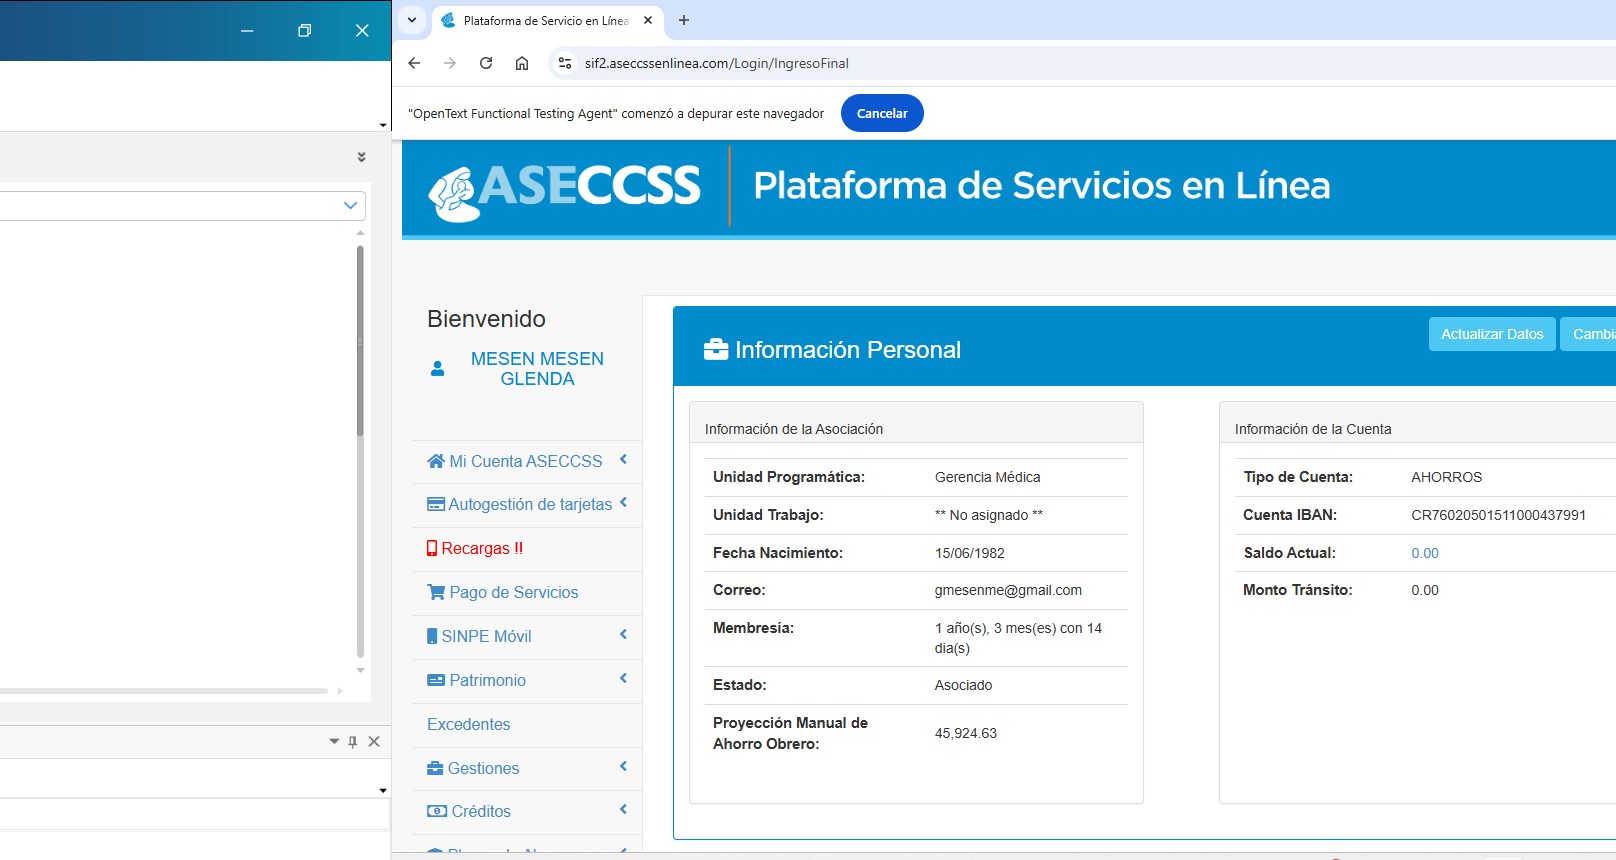 Plataforma de Servicio en Línea
sif2.aseccssenlinea.com/Login/IngresoFinal
"OpenText Functional Testing Agent" comenzó a depurar este navegador
Cancelar
ASECCSS
Plataforma de Servicios en Línea
Bienvenido
MESEN MESEN
GLENDA
Mi Cuenta ASECCSS
Autogestión de tarjetas
Recargas !!
Pago de Servicios
SINPE Móvil
Patrimonio
Excedentes
Gestiones
Créditos
Información Personal
Actualizar Datos
Información de la Asociación
Unidad Programática: Gerencia Médica
Unidad Trabajo: ** No asignado **
Fecha Nacimiento: 15/06/1982
Correo: gmesenme@gmail.com
Membresía: 1 año(s), 3 mes(es) con 14
dia(s)
Estado: Asociado
Proyección Manual de
Ahorro Obrero: 45,924.63
Información de la Cuenta
Tipo de Cuenta: AHORROS
Cuenta IBAN: CR76020501511000437991
Saldo Actual: 0.00
Monto Tránsito: 0.00